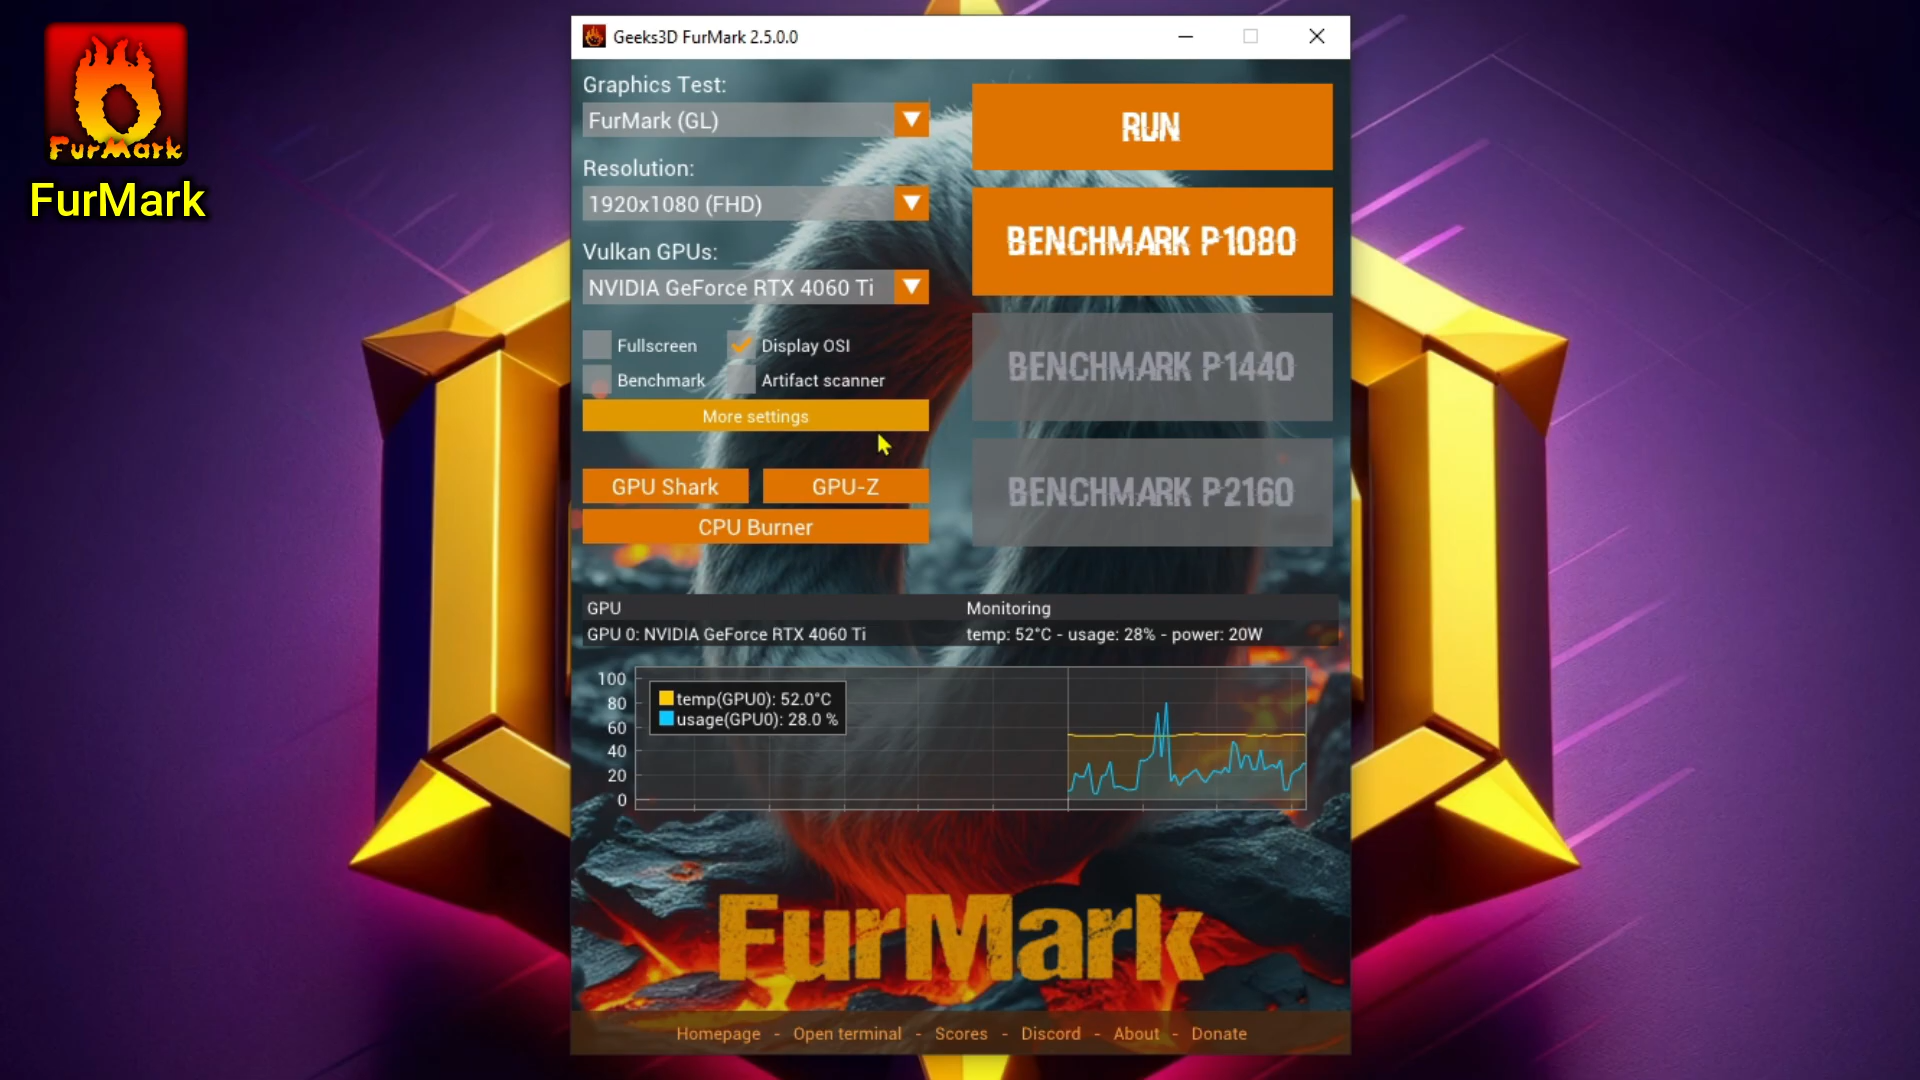 FurMark
FurMark
Geeks3D FurMark 2.5.0.0
Graphics Test:
FurMark (GL)
Resolution:
1920x1080 (FHD)
Vulkan GPUs:
NVIDIA GeForce RTX 4060 Ti
Fullscreen
Display OSI
Benchmark
Artifact scanner
More settings
GPU Shark
GPU-Z
CPU Burner
RUN
BENCHMARK P1080
BENCHMARK P1440
BENCHMARK P2160
GPU Monitoring
GPU 0: NVIDIA GeForce RTX 4060 Ti temp: 52°C - usage: 28% - power: 20W
100
80
60
40
20
0
temp(GPU0): 52.0°C
usage(GPU0): 28.0 %
FurMark
Homepage - Open terminal - Scores - Discord - About - Donate